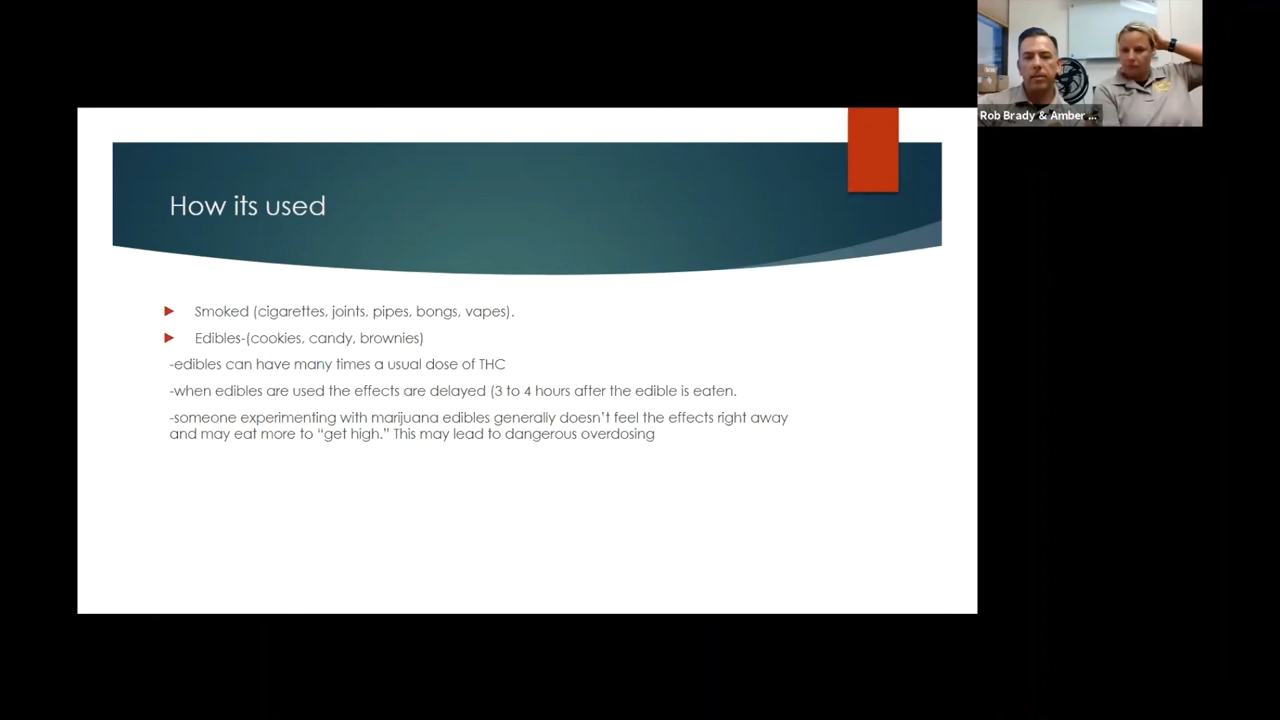 Rob Brady & Amber ...
How its used
Smoked (cigarettes, joints, pipes, bongs, vapes).
Edibles-(cookies, candy, brownies)
-edibles can have many times a usual dose of THC
-when edibles are used the effects are delayed (3 to 4 hours after the edible is eaten.
-someone experimenting with marijuana edibles generally doesn't feel the effects right away
and may eat more to “get high.” This may lead to dangerous overdosing